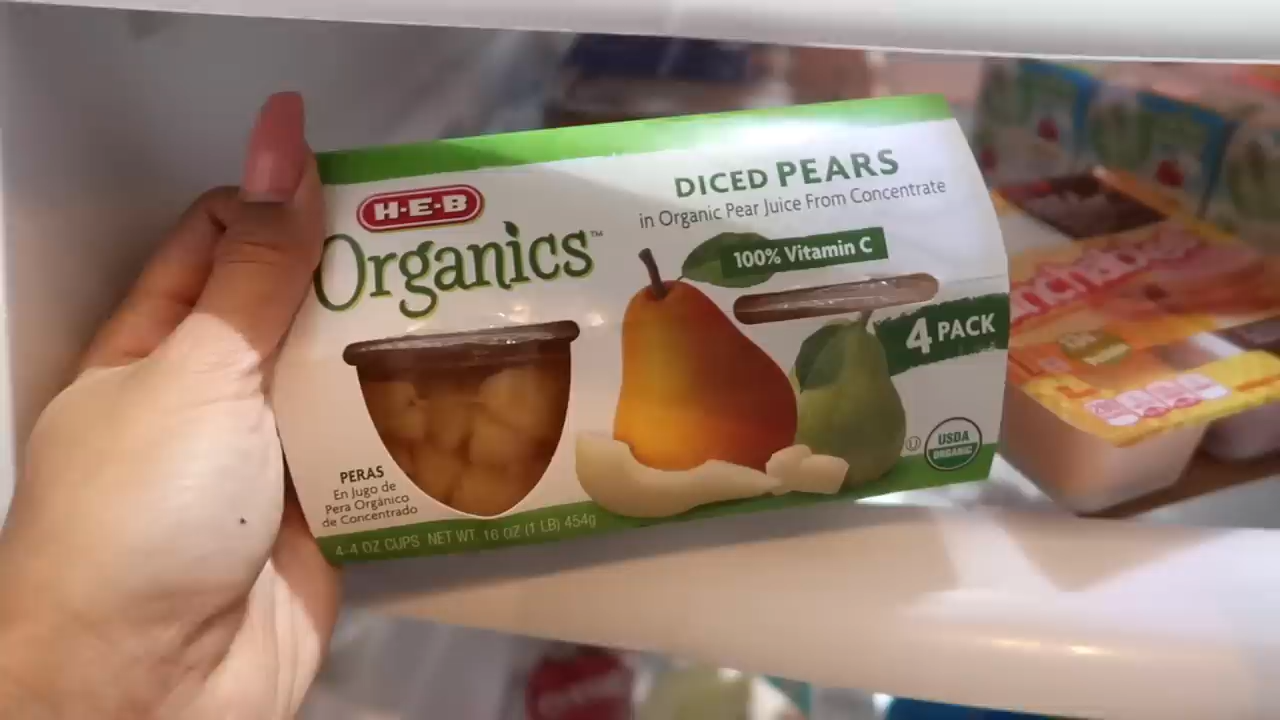 H-E-B
Organics™
DICED PEARS
in Organic Pear Juice From Concentrate
100% Vitamin C
4 PACK
USDA
ORGANIC
PERAS
En Jugo de
Pera Orgánico
de Concentrado
4-4 OZ CUPS NET WT. 16 OZ (1 LB) 454g